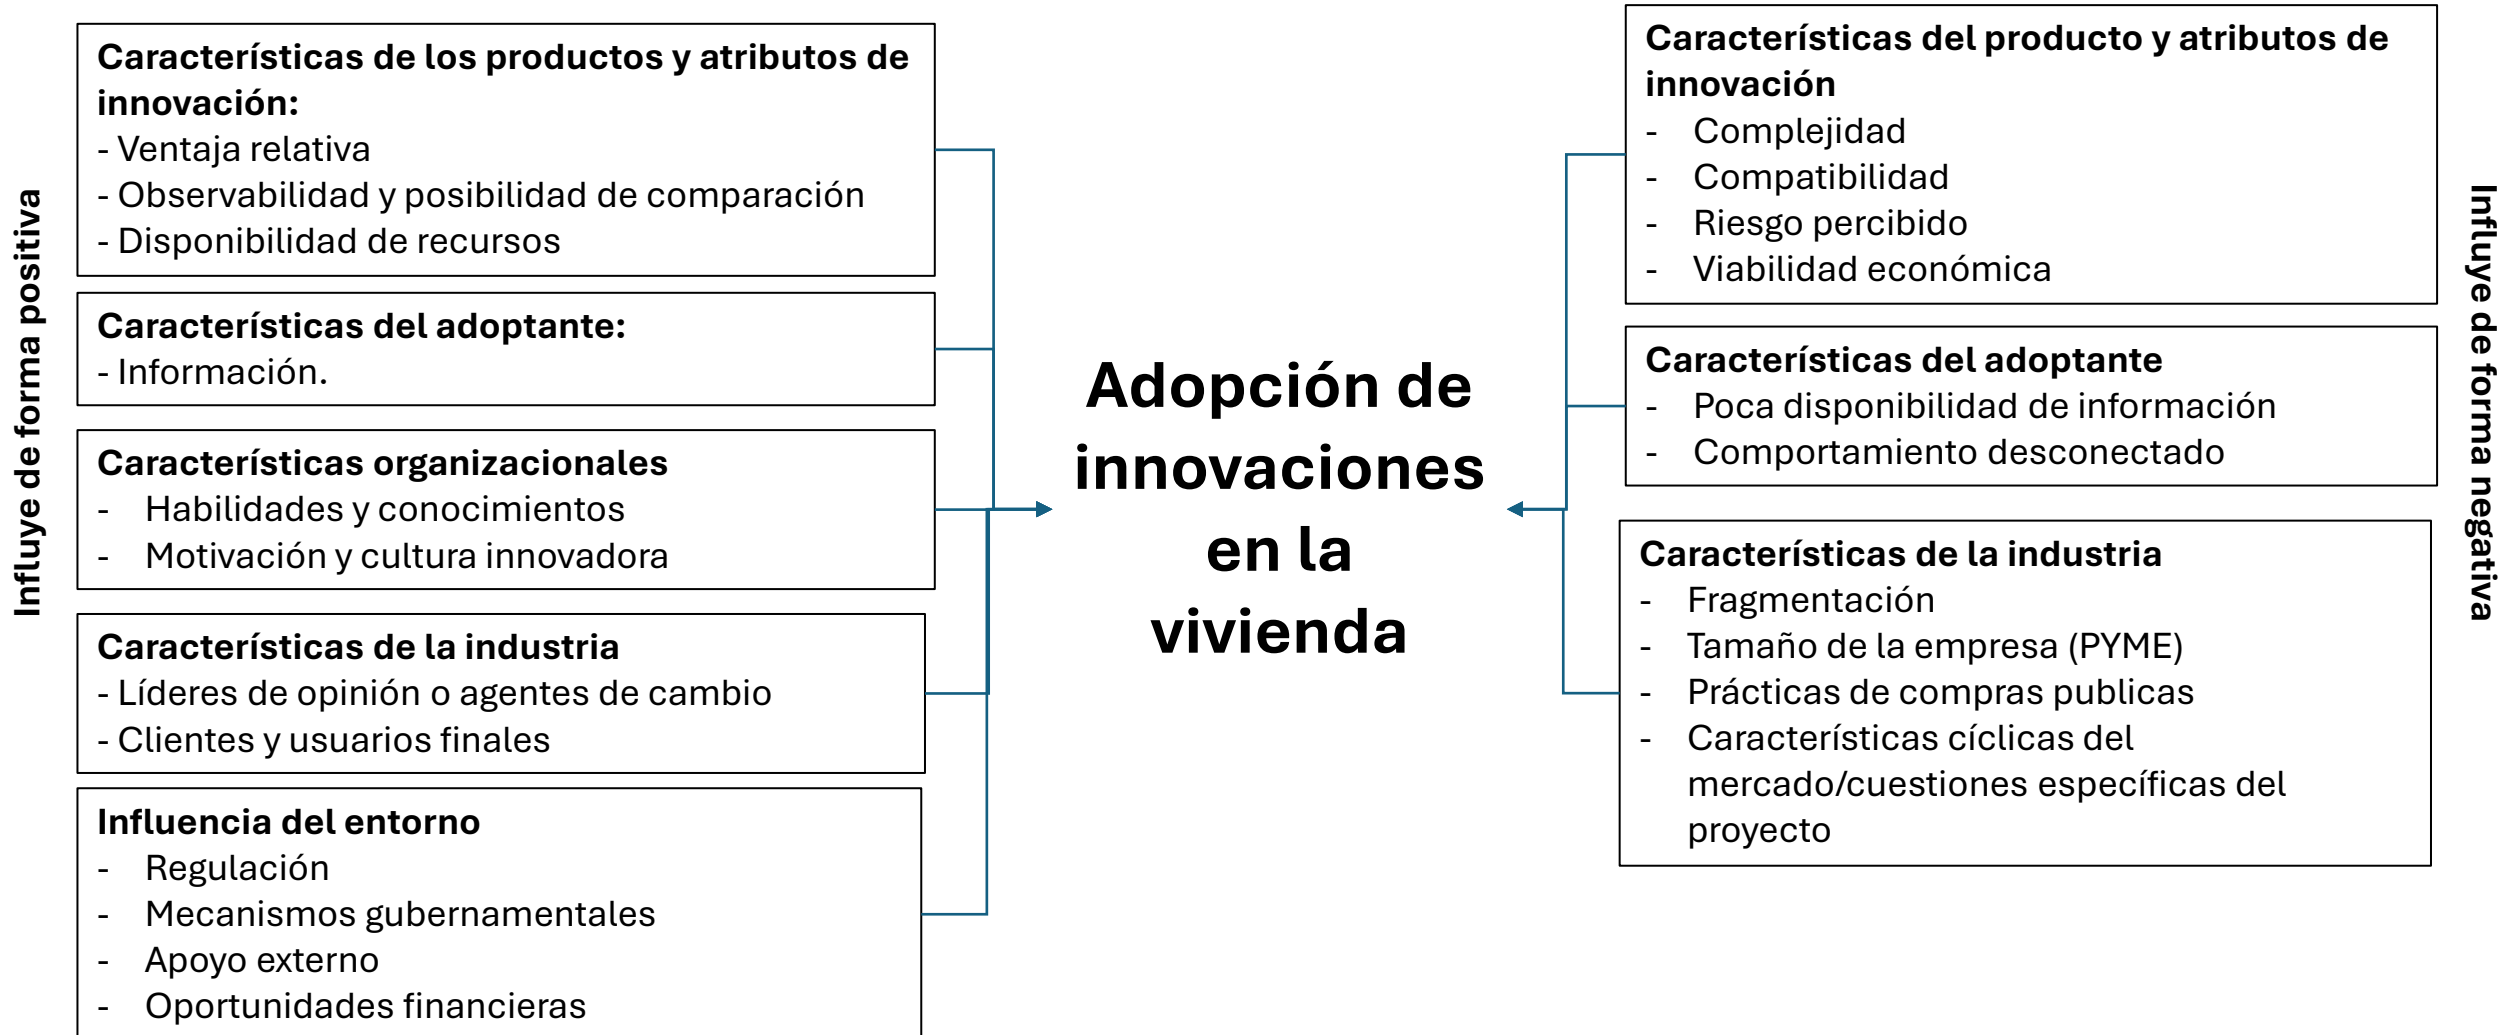 Influye de forma positiva
Características de los productos y atributos de
innovación:
- Ventaja relativa
- Observabilidad y posibilidad de comparación
- Disponibilidad de recursos
Características del adoptante:
- Información.
Características organizacionales
- Habilidades y conocimientos
- Motivación y cultura innovadora
Características de la industria
- Líderes de opinión o agentes de cambio
- Clientes y usuarios finales
Influencia del entorno
- Regulación
- Mecanismos gubernamentales
- Apoyo externo
- Oportunidades financieras
Adopción de
innovaciones
en la
vivienda
Características del producto y atributos de
innovación
- Complejidad
- Compatibilidad
- Riesgo percibido
- Viabilidad económica
Características del adoptante
- Poca disponibilidad de información
- Comportamiento desconectado
Características de la industria
- Fragmentación
- Tamaño de la empresa (PYME)
- Prácticas de compras publicas
- Características cíclicas del
mercado/cuestiones específicas del
proyecto
Influye de forma negativa